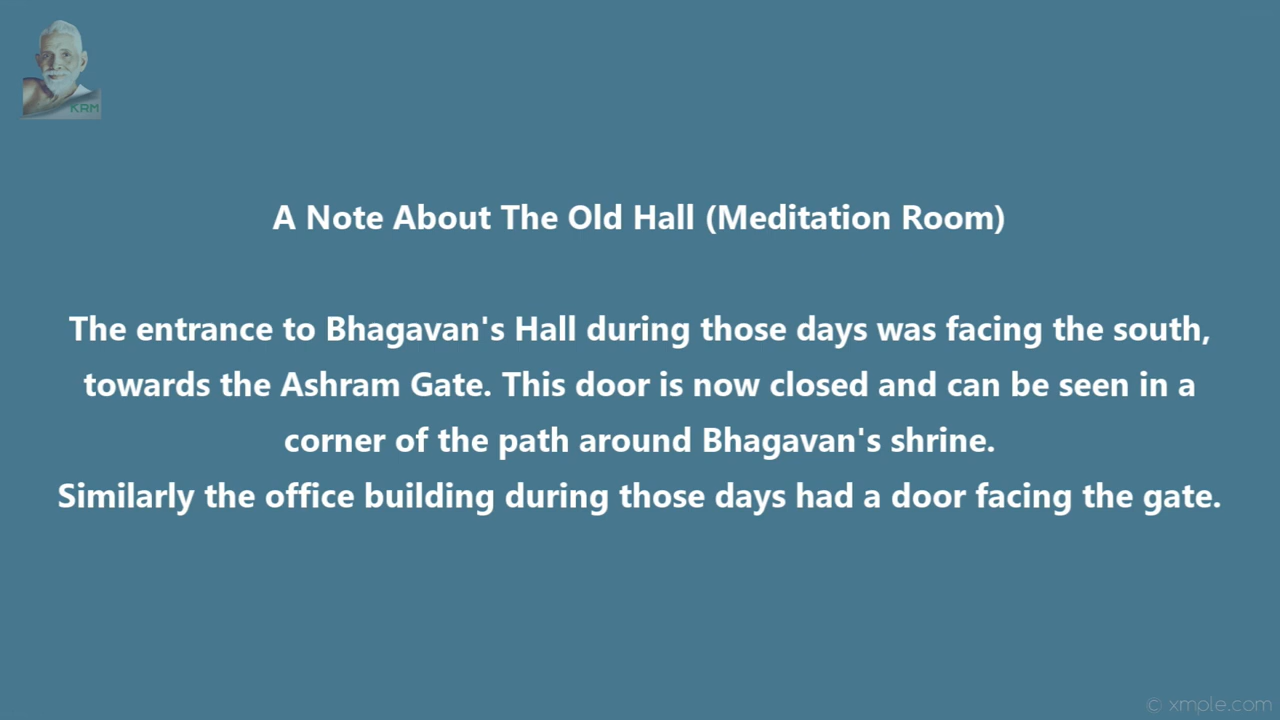 KRM
A Note About The Old Hall (Meditation Room)
The entrance to Bhagavan's Hall during those days was facing the south,
towards the Ashram Gate. This door is now closed and can be seen in a
corner of the path around Bhagavan's shrine.
Similarly the office building during those days had a door facing the gate.
© xmple.com